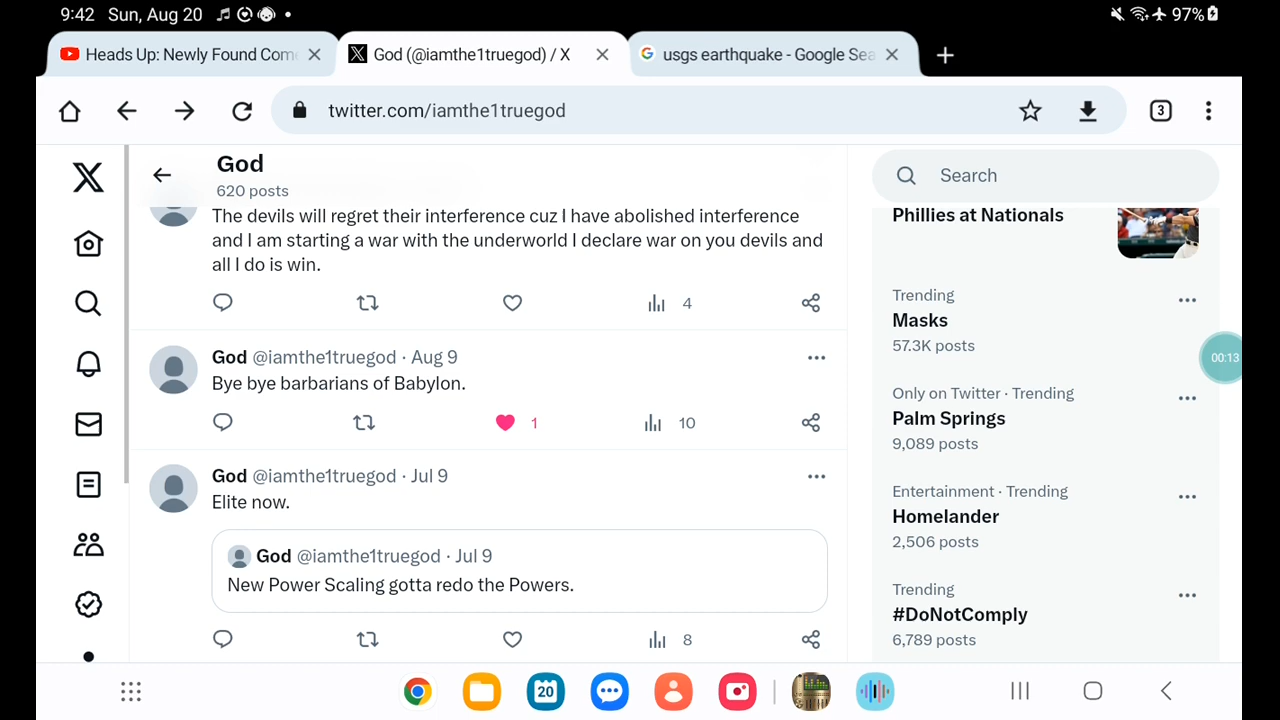 9:42 Sun, Aug 20
97%
Heads Up: Newly Found Com
God (@iamthe1truegod) / X
usgs earthquake - Google Sea
twitter.com/iamthe1truegod
3
God
620 posts
The devils will regret their interference cuz I have abolished interference
and I am starting a war with the underworld I declare war on you devils and
all I do is win.
4
God @iamthe1truegod · Aug 9
Bye bye barbarians of Babylon.
1
10
God @iamthe1truegod · Jul 9
Elite now.
God @iamthe1truegod · Jul 9
New Power Scaling gotta redo the Powers.
8
Search
Phillies at Nationals
Trending
Masks
57.3K posts
Only on Twitter · Trending
Palm Springs
9,089 posts
Entertainment · Trending
Homelander
2,506 posts
Trending
#DoNotComply
6,789 posts
00:13
20